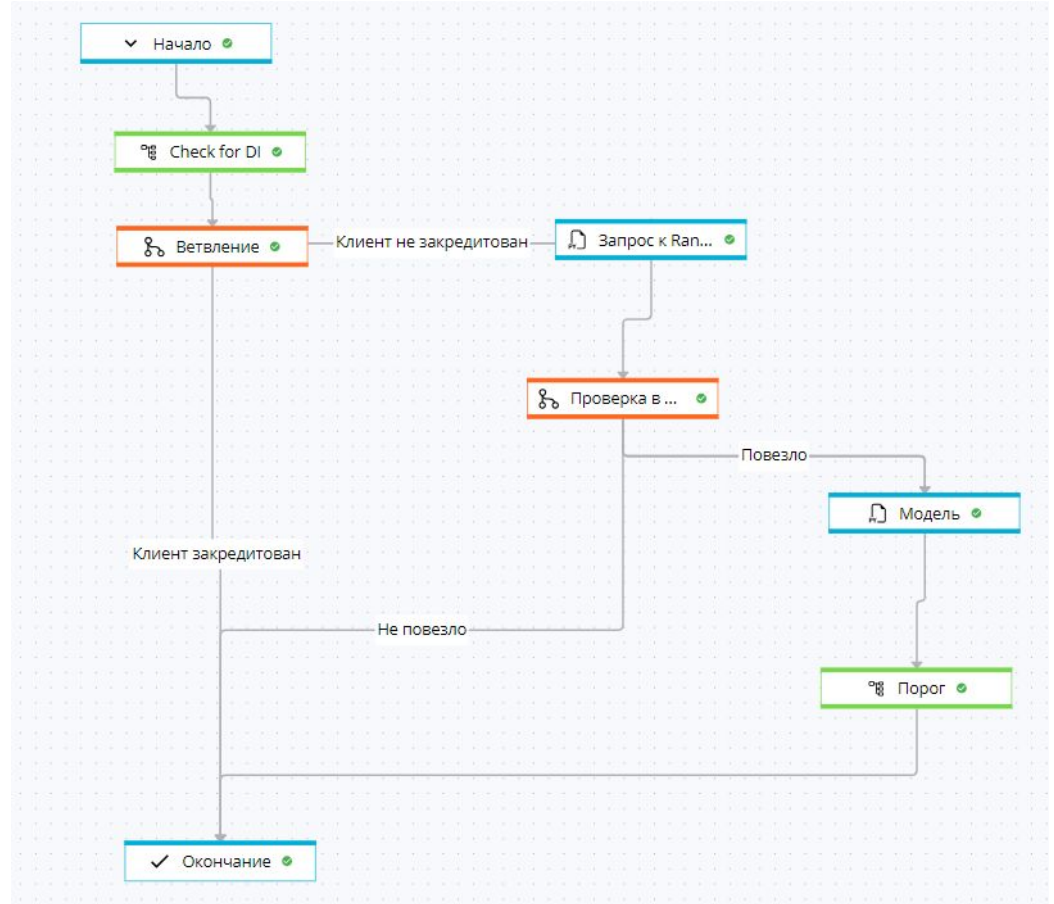 Начало
Check for DI
Ветвление
Клиент не закредитован
Запрос к Ran...
Проверка в ...
Повезло
Модель
Клиент закредитован
Не повезло
Порог
Окончание